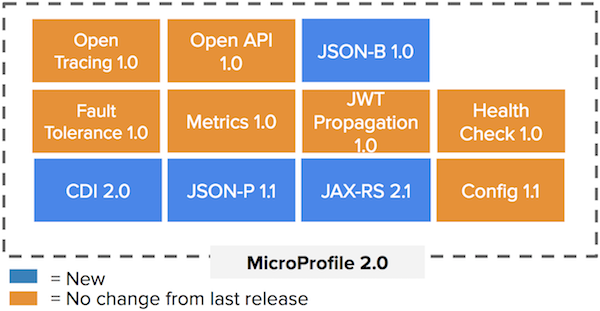 Open
Tracing 1.0
Open API
1.0
JSON-B 1.0
Fault
Tolerance 1.0
Metrics 1.0
JWT
Propagation
1.0
Health
Check 1.0
CDI 2.0
JSON-P 1.1
JAX-RS 2.1
Config 1.1
MicroProfile 2.0
= New
= No change from last release